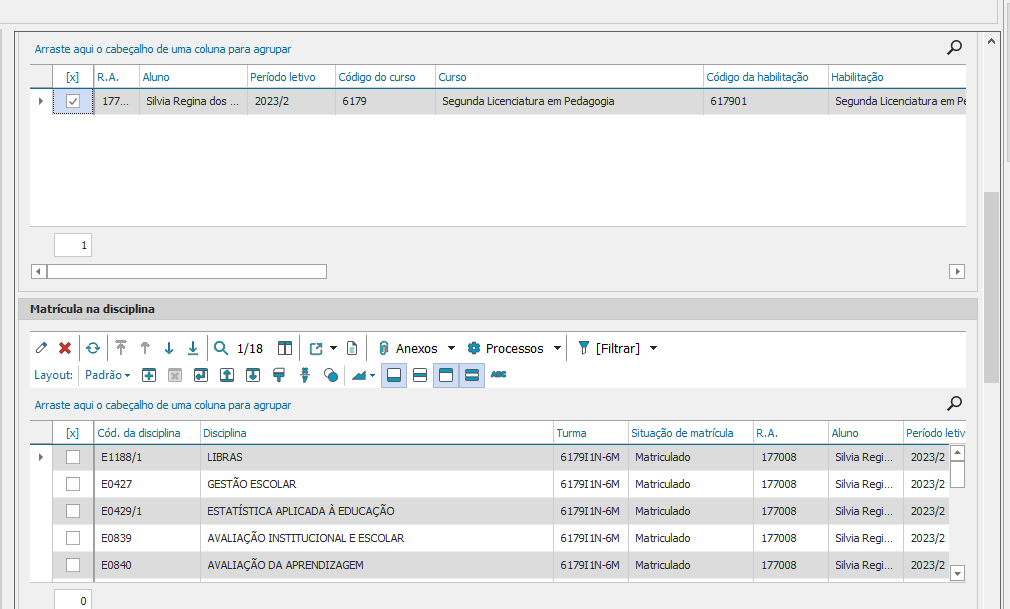 Arraste aqui o cabeçalho de uma coluna para agrupar
[x] R.A. Aluno Período letivo Código do curso Curso Código da habilitação Habilitação
177... Silvia Regina dos ... 2023/2 6179 Segunda Licenciatura em Pedagogia 617901 Segunda Licenciatura em Pe
1
Matrícula na disciplina
1/18 Anexos Processos [Filtrar]
Layout: Padrão ABC
Arraste aqui o cabeçalho de uma coluna para agrupar
[x] Cód. da disciplina Disciplina Turma Situação de matrícula R.A. Aluno Período letiv
E1188/1 LIBRAS 6179I1N-6M Matriculado 177008 Silvia Regi... 2023/2
E0427 GESTÃO ESCOLAR 6179I1N-6M Matriculado 177008 Silvia Regi... 2023/2
E0429/1 ESTATÍSTICA APLICADA À EDUCAÇÃO 6179I1N-6M Matriculado 177008 Silvia Regi... 2023/2
E0839 AVALIAÇÃO INSTITUCIONAL E ESCOLAR 6179I1N-6M Matriculado 177008 Silvia Regi... 2023/2
E0840 AVALIAÇÃO DA APRENDIZAGEM 6179I1N-6M Matriculado 177008 Silvia Regi... 2023/2
0